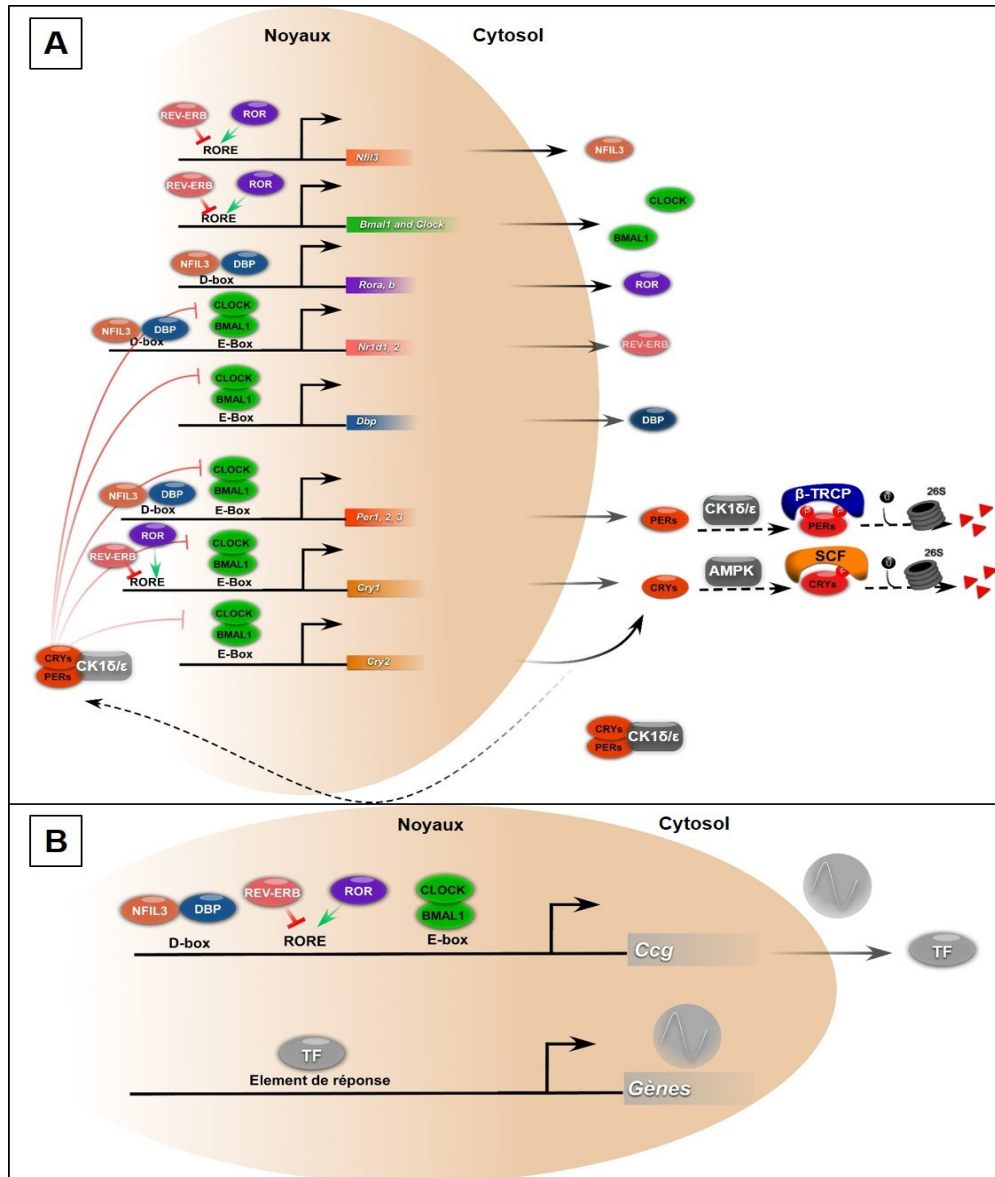 A
Noyaux
Cytosol
REV-ERB
ROR
RORE
Nfil3
NFIL3
REV-ERB
ROR
RORE
Bmal1 and Clock
CLOCK
BMAL1
NFIL3
DBP
D-box
Rora, b
ROR
NFIL3
DBP
D-box
CLOCK
BMAL1
E-Box
Nr1d1, 2
REV-ERB
CLOCK
BMAL1
E-Box
Dbp
DBP
NFIL3
DBP
D-box
CLOCK
BMAL1
E-Box
Per1, 2, 3
PERs
CK1δ/ε
β-TRCP
P
P
PERs
U
26S
ROR
REV-ERB
RORE
CLOCK
BMAL1
E-Box
Cry1
CRYs
AMPK
SCF
P
CRYs
U
26S
CLOCK
BMAL1
E-Box
Cry2
CRYs
PERs
CK1δ/ε
CRYs
PERs
CK1δ/ε
B
Noyaux
Cytosol
NFIL3
DBP
D-box
REV-ERB
ROR
RORE
CLOCK
BMAL1
E-box
Ccg
TF
TF
Element de réponse
Gènes